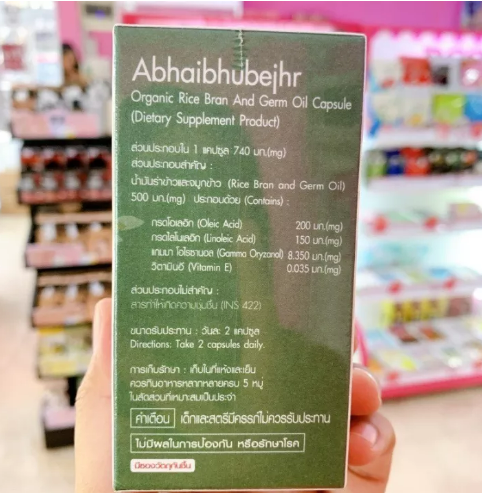 Abhaibhubejhr
Organic Rice Bran And Germ Oil Capsule
(Dietary Supplement Product)
ส่วนประกอบใน 1 แคปซูล 740 มก.(mg)
ส่วนประกอบสำคัญ :
น้ำมันรำข้าวและจมูกข้าว (Rice Bran and Germ Oil)
500 มก.(mg) ประกอบด้วย (Contains) :
กรดโอเลอิก (Oleic Acid) 200 มก.(mg)
กรดไลโนเลอิก (Linoleic Acid) 150 มก.(mg)
แกมมา โอไรซานอล (Gamma Oryzanol) 8.350 มก.(mg)
วิตามินอี (Vitamin E) 0.035 มก.(mg)
ส่วนประกอบไม่สำคัญ :
สารทำให้เกิดความชุ่มชื้น (INS 422)
ขนาดรับประทาน : วันละ 2 แคปซูล
Directions: Take 2 capsules daily.
การเก็บรักษา : เก็บในที่แห้งและเย็น
ควรกินอาหารหลากหลายครบ 5 หมู่
ในสัดส่วนที่เหมาะสมเป็นประจำ
คำเตือน เด็กและสตรีมีครรภ์ไม่ควรรับประทาน
ไม่มีผลในการป้องกัน หรือรักษาโรค
มีซองวัตถุกันชื้น